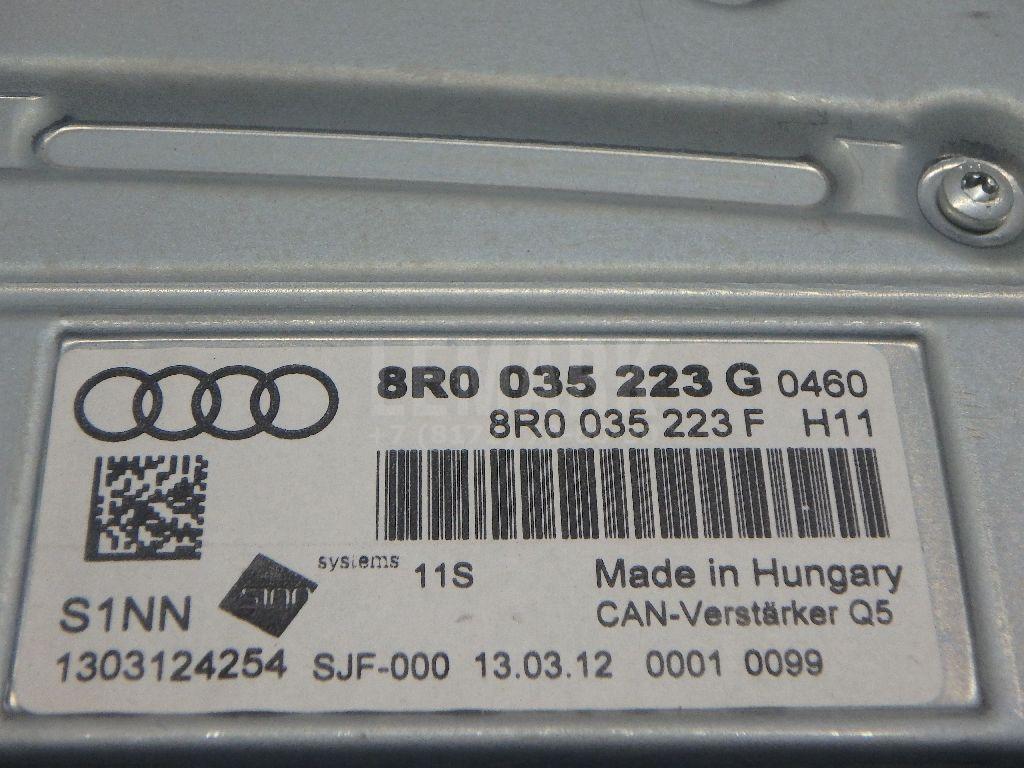 LEMARK
8R0 035 223 G 0460
8R0 035 223 F H11
systems
11S Made in Hungary
S1NN CAN-Verstärker Q5
1303124254 SJF-000 13.03.12 0001 0099